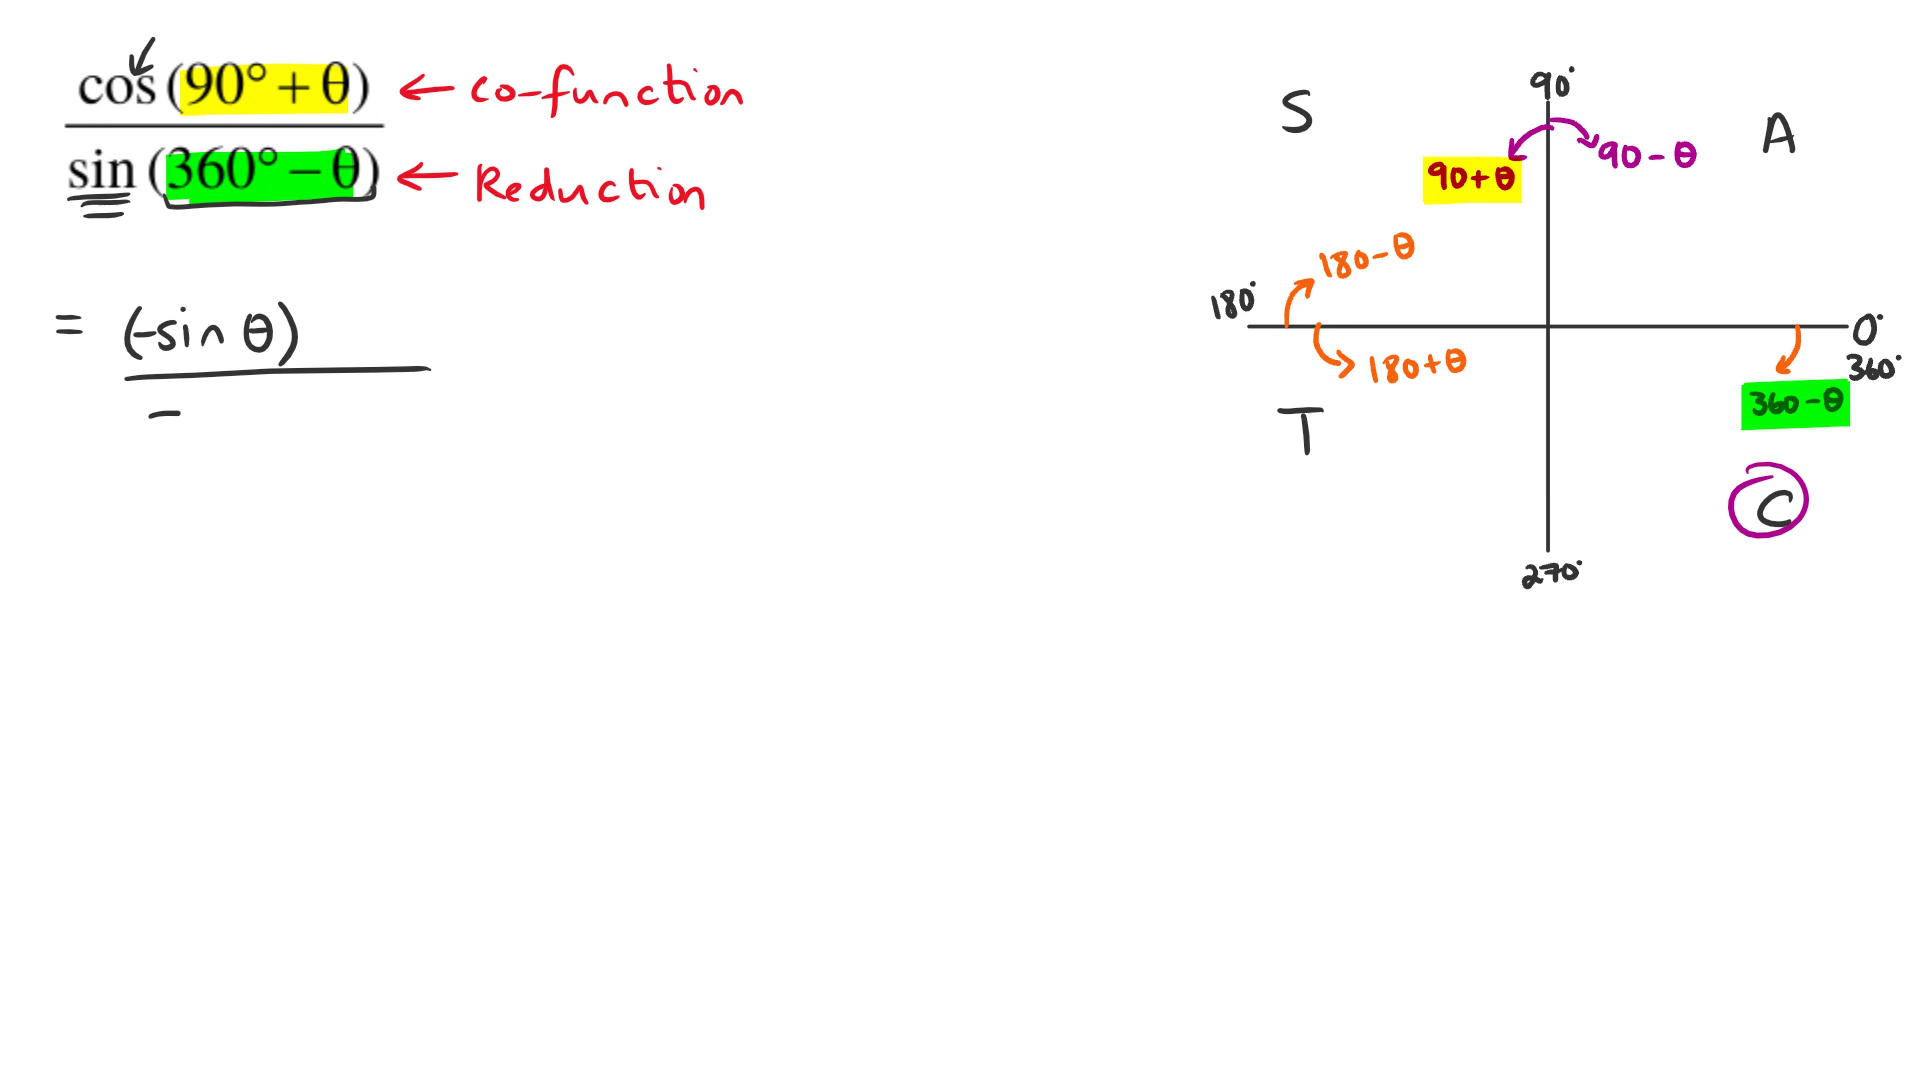 cos (90° + θ) ← co-function
sin (360° − θ) ← Reduction
= (-sin θ)
−
90°
S
A
90-θ
90+θ
180-θ
180°
0°
360°
180+θ
360-θ
T
C
270°